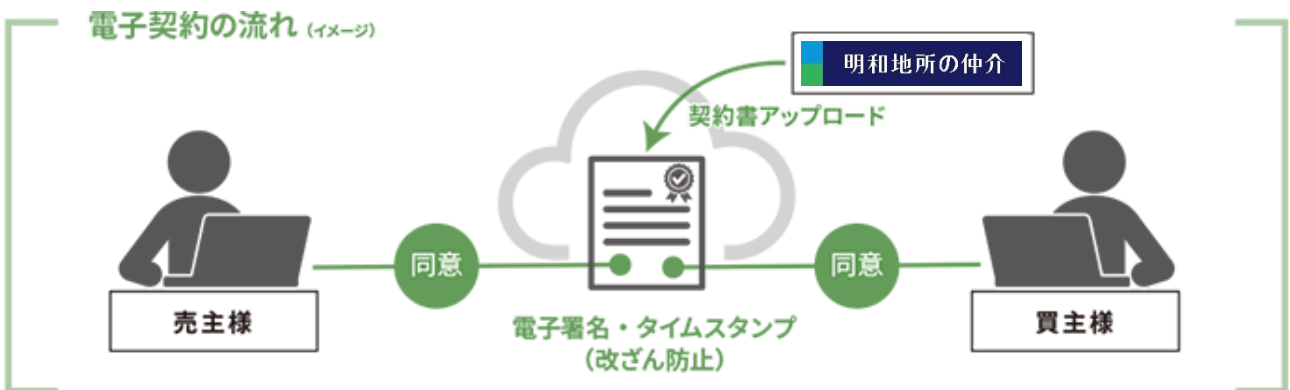 電子契約の流れ (イメージ)
明和地所の仲介
契約書アップロード
同意
同意
売主様
電子署名・タイムスタンプ
(改ざん防止)
買主様